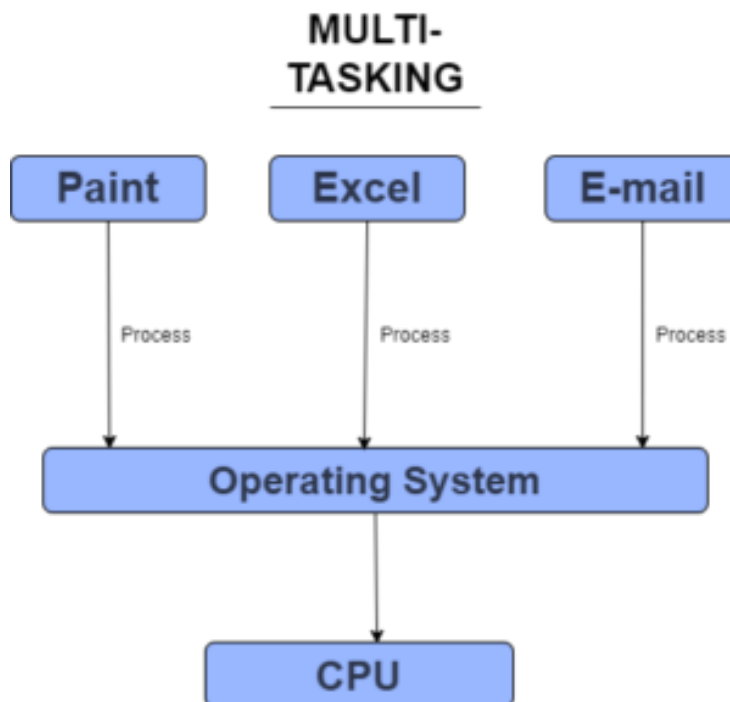 MULTI-
TASKING
Paint
Excel
E-mail
Process
Process
Process
Operating System
CPU